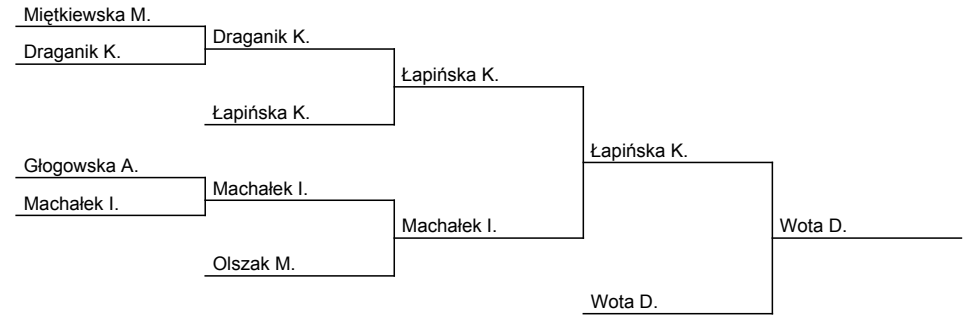 Miętkiewska M.
Draganik K.
Draganik K.
Łapińska K.
Łapińska K.
Łapińska K.
Głogowska A.
Machałek I.
Machałek I.
Machałek I.
Wota D.
Olszak M.
Wota D.